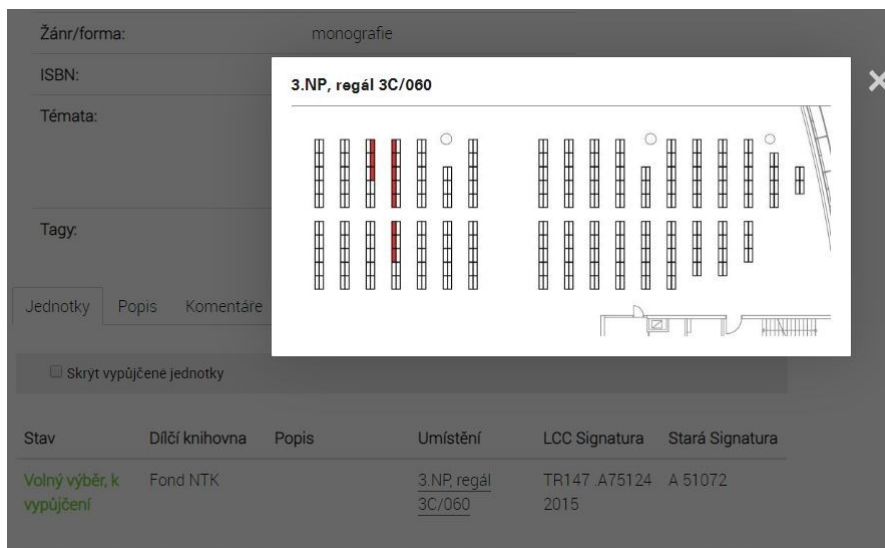 Žánr/forma: monografie
ISBN:
3.NP, regál 3C/060
×
Témata:
Tagy:
Jednotky Popis Komentáře
Skrýt vypůjčené jednotky
Stav Dílčí knihovna Popis Umístění LCC Signatura Stará Signatura
Volný výběr, k Fond NTK 3.NP, regál TR147 .A75124 A 51072
vypůjčení 3C/060 2015